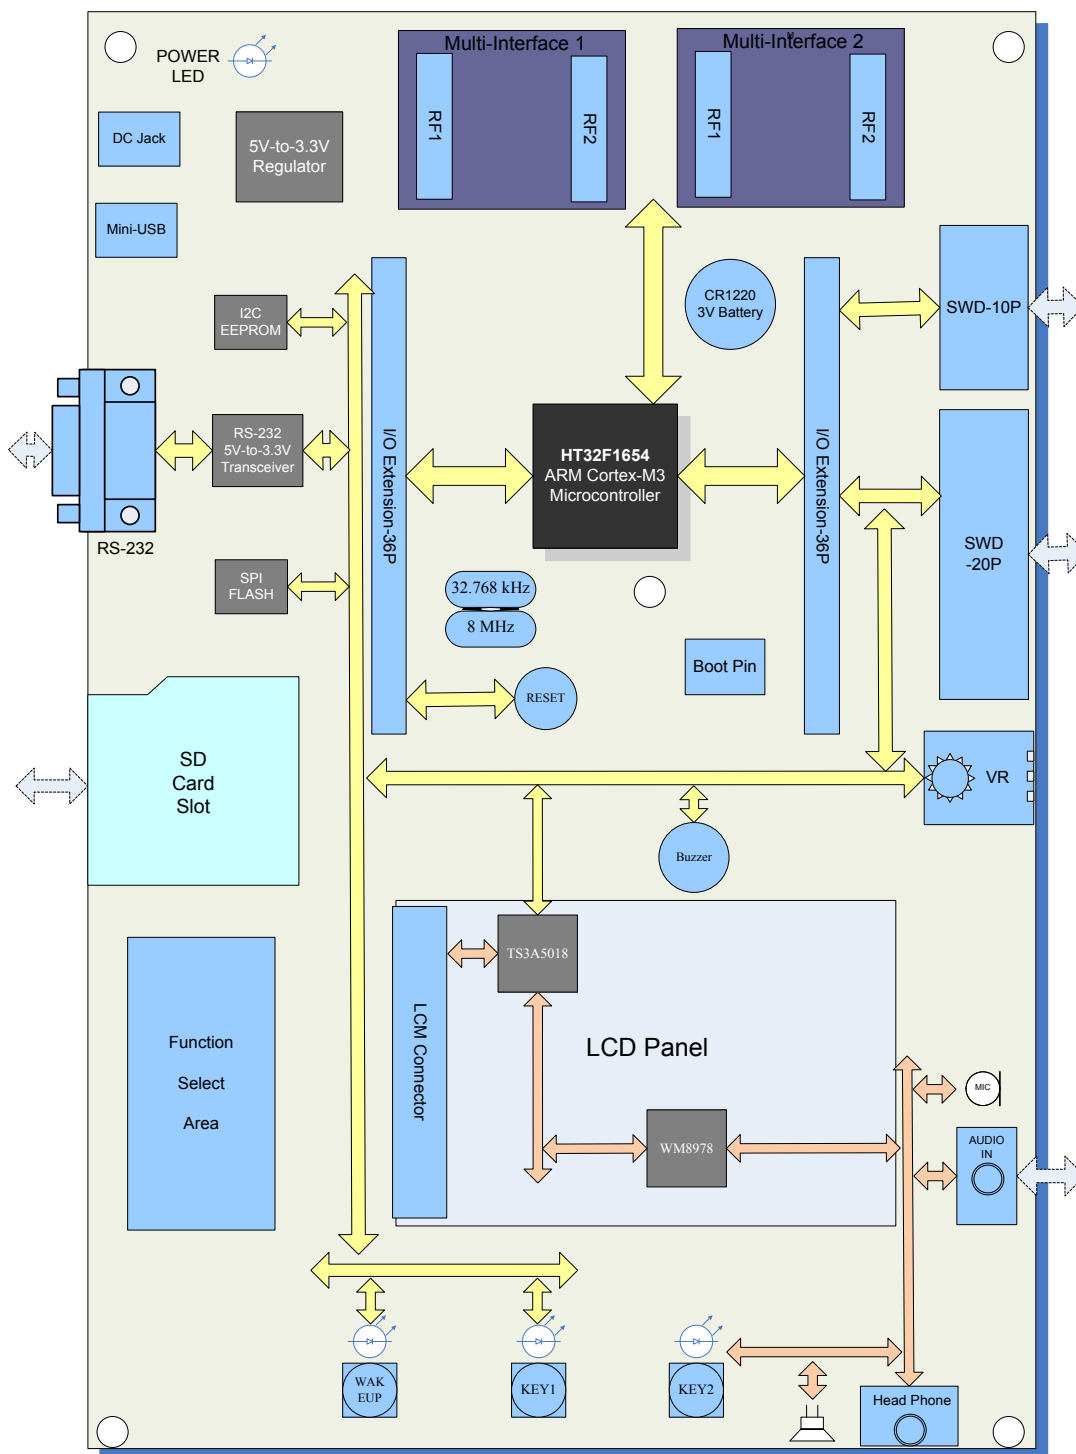 POWER
LED
Multi-Interface 1
RF1
RF2
Multi-Interface 2
M
RF1
RF2
DC Jack
5V-to-3.3V
Regulator
Mini-USB
I2C
EEPROM
CR1220
3V Battery
SWD-10P
RS-232
5V-to-3.3V
Transceiver
RS-232
I/O Extension-36P
HT32F1654
ARM Cortex-M3
Microcontroller
I/O Extension-36P
SWD
-20P
SPI
FLASH
32.768 kHz
8 MHz
Boot Pin
RESET
SD
Card
Slot
VR
Buzzer
TS3A5018
LCM Connector
LCD Panel
Function
Select
Area
MIC
WM8978
AUDIO
IN
WAK
EUP
KEY1
KEY2
Head Phone